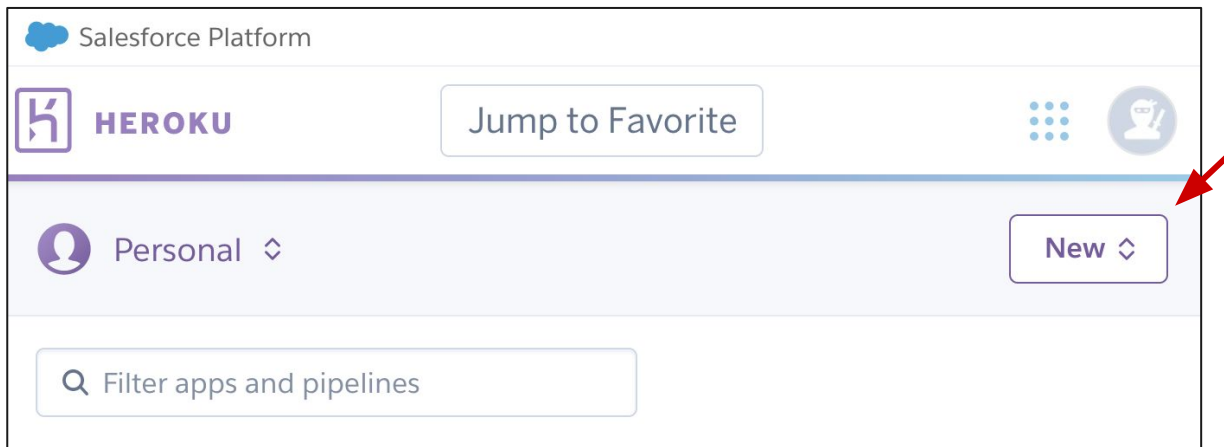 Salesforce Platform
HEROKU
Jump to Favorite
Personal
New
Filter apps and pipelines